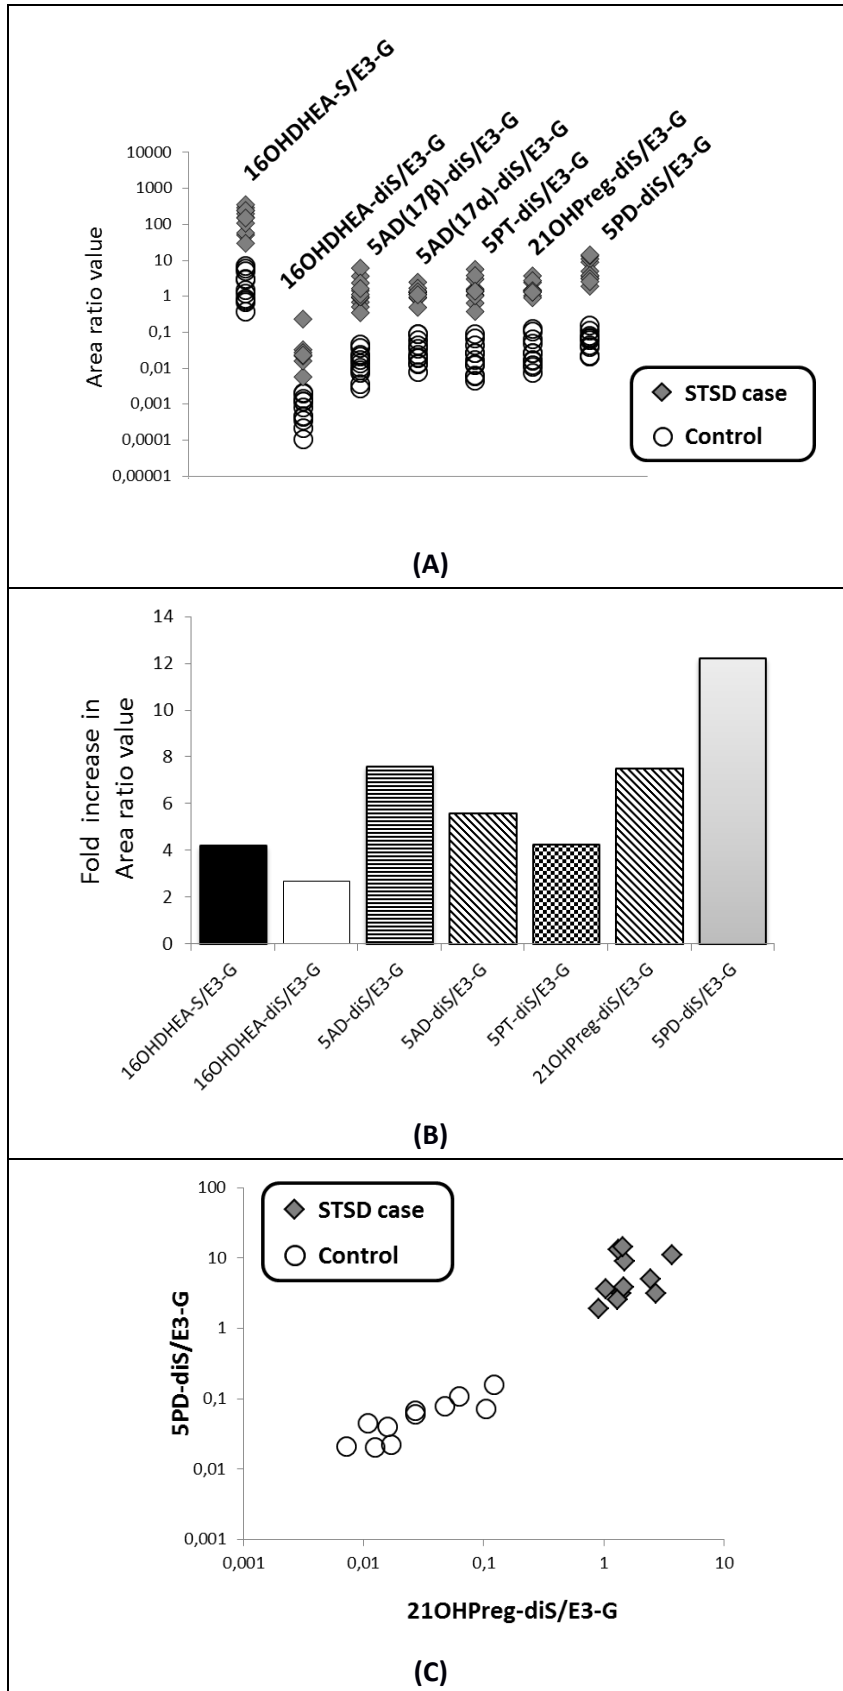 16OHDHEA-S/E3-G
16OHDHEA-diS/E3-G
5AD(17β)-diS/E3-G
5AD(17α)-diS/E3-G
5PT-diS/E3-G
21OHPreg-diS/E3-G
5PD-diS/E3-G
Area ratio value
10000
1000
100
10
1
0,1
0,01
0,001
0,0001
0,00001
STSD case
Control
(A)
Fold increase in
Area ratio value
14
12
10
8
6
4
2
0
16OHDHEA-S/E3-G
16OHDHEA-diS/E3-G
5AD-diS/E3-G
5AD-diS/E3-G
5PT-diS/E3-G
21OHPreg-diS/E3-G
5PD-diS/E3-G
(B)
5PD-diS/E3-G
100
10
1
0,1
0,01
0,001
STSD case
Control
0,001 0,01 0,1 1 10
21OHPreg-diS/E3-G
(C)